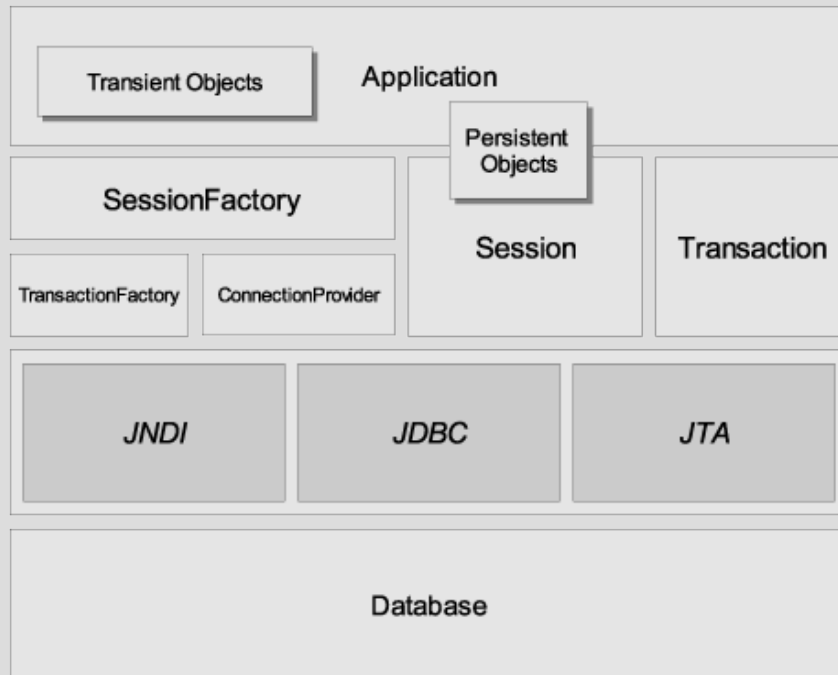 Transient Objects
Application
Persistent
Objects
SessionFactory
Session
Transaction
TransactionFactory
ConnectionProvider
JNDI
JDBC
JTA
Database